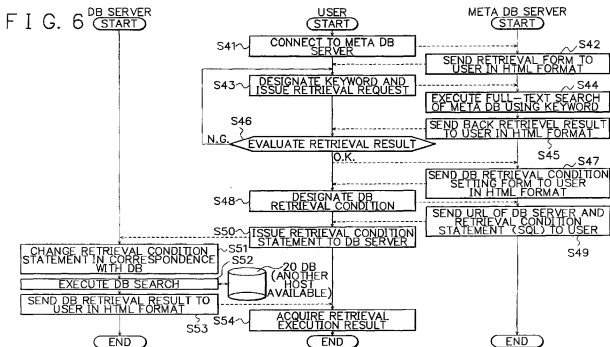 FIG. 6
DB SERVER
START
USER
START
META DB SERVER
START
S41
CONNECT TO META DB
SERVER
S42
SEND RETRIEVAL FORM TO
USER IN HTML FORMAT
S43
DESIGNATE KEYWORD AND
ISSUE RETRIEVAL REQUEST
S44
EXECUTE FULL-TEXT SEARCH
OF META DB USING KEYWORD
SEND BACK RETRIEVEL RESULT
TO USER IN HTML FORMAT
S45
S46
N.G.
EVALUATE RETRIEVAL RESULT
O.K.
S47
SEND DB RETRIEVAL CONDITION
SETTING FORM TO USER
IN HTML FORMAT
S48
DESIGNATE DB
RETRIEVAL CONDITION
SEND URL OF DB SERVER AND
RETRIEVAL CONDITION
STATEMENT (SQL) TO USER
S49
S50
ISSUE RETRIEVAL CONDITION
STATEMENT TO DB SERVER
S51
CHANGE RETRIEVAL CONDITION
STATEMENT IN CORRESPONDENCE
WITH DB
S52
EXECUTE DB SEARCH
20 DB
(ANOTHER
HOST
AVAILABLE)
SEND DB RETRIEVAL RESULT TO
USER IN HTML FORMAT
S53
S54
ACQUIRE RETRIEVAL
EXECUTION RESULT
END
END
END